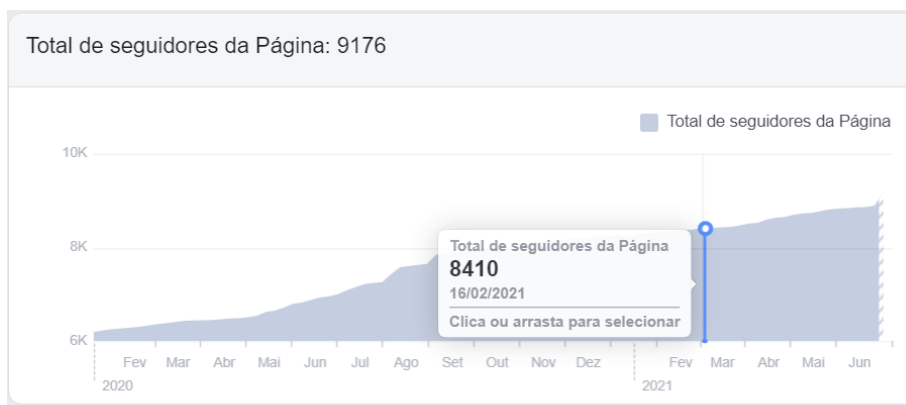 Total de seguidores da Página: 9176
Total de seguidores da Página
10K
8K
6K
Total de seguidores da Página
8410
16/02/2021
Clica ou arrasta para selecionar
Fev Mar Abr Mai Jun Jul Ago Set Out Nov Dez Fev Mar Abr Mai Jun
2020 2021